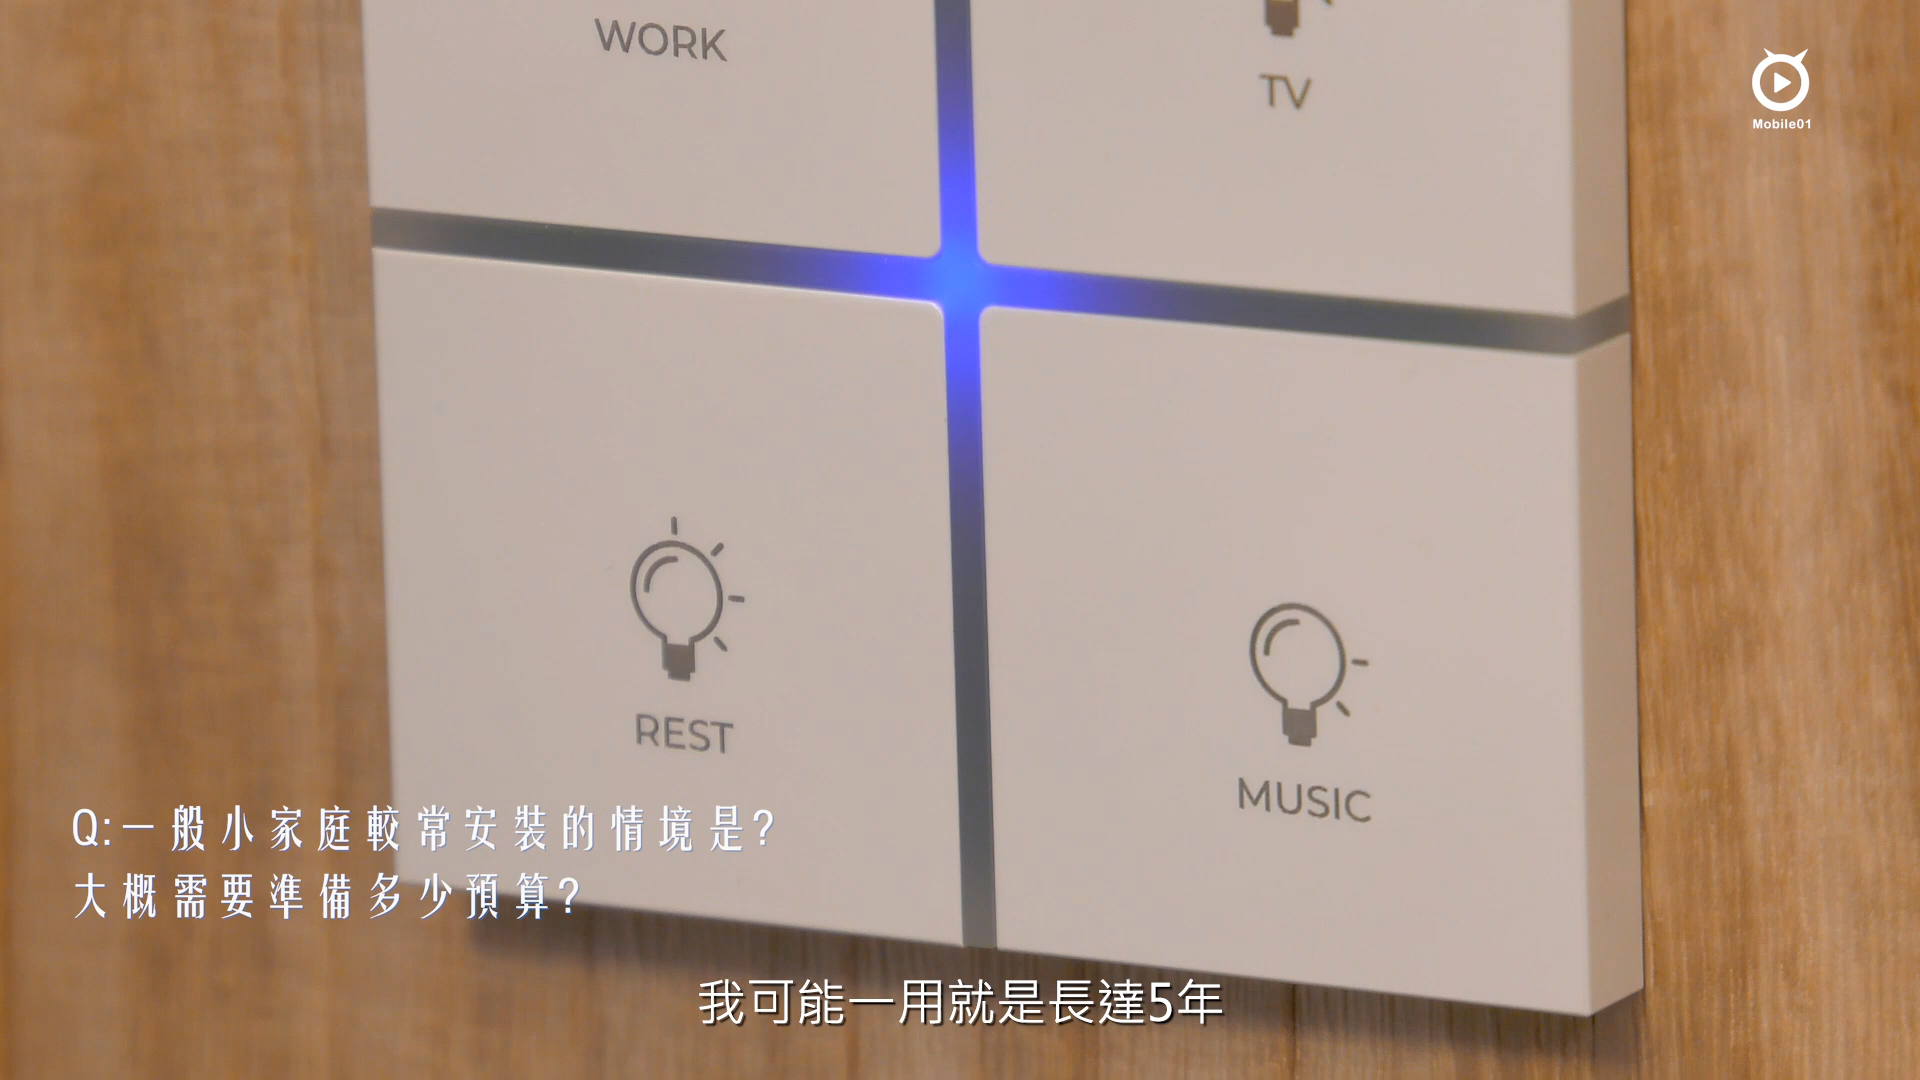 WORK
TV
Mobile01
REST
MUSIC
Q:一般小家庭較常安裝的情境是?
大概需要準備多少預算?
我可能一用就是長達5年